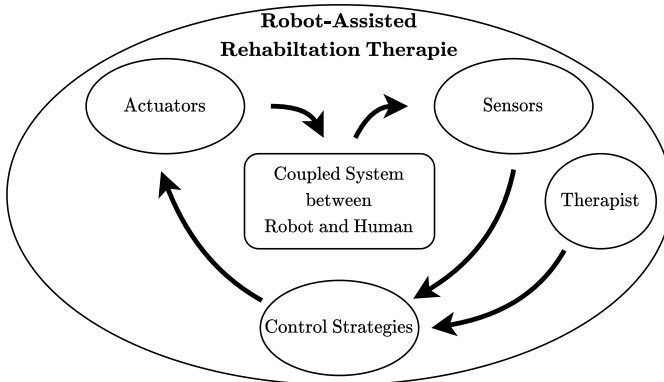 Robot-Assisted
Rehabiltation Therapie
Actuators
Sensors
Coupled System
between
Robot and Human
Therapist
Control Strategies